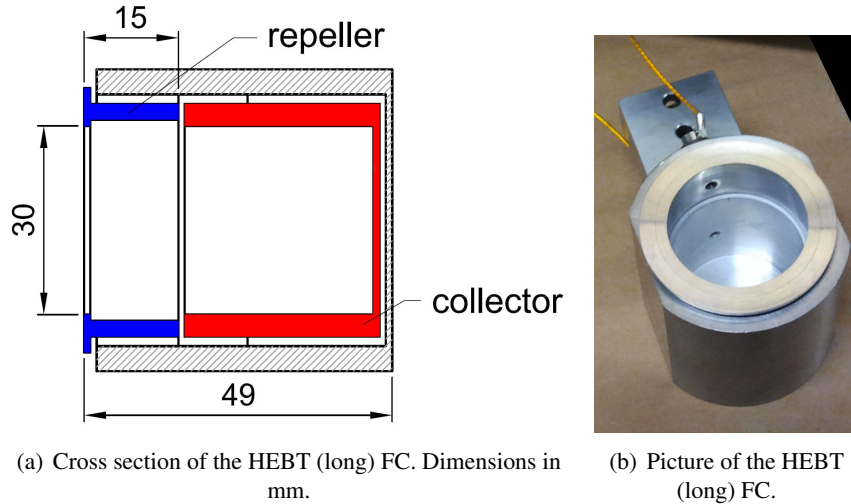 15
repeller
30
collector
49
(a) Cross section of the HEBT (long) FC. Dimensions in
mm.
(b) Picture of the HEBT
(long) FC.